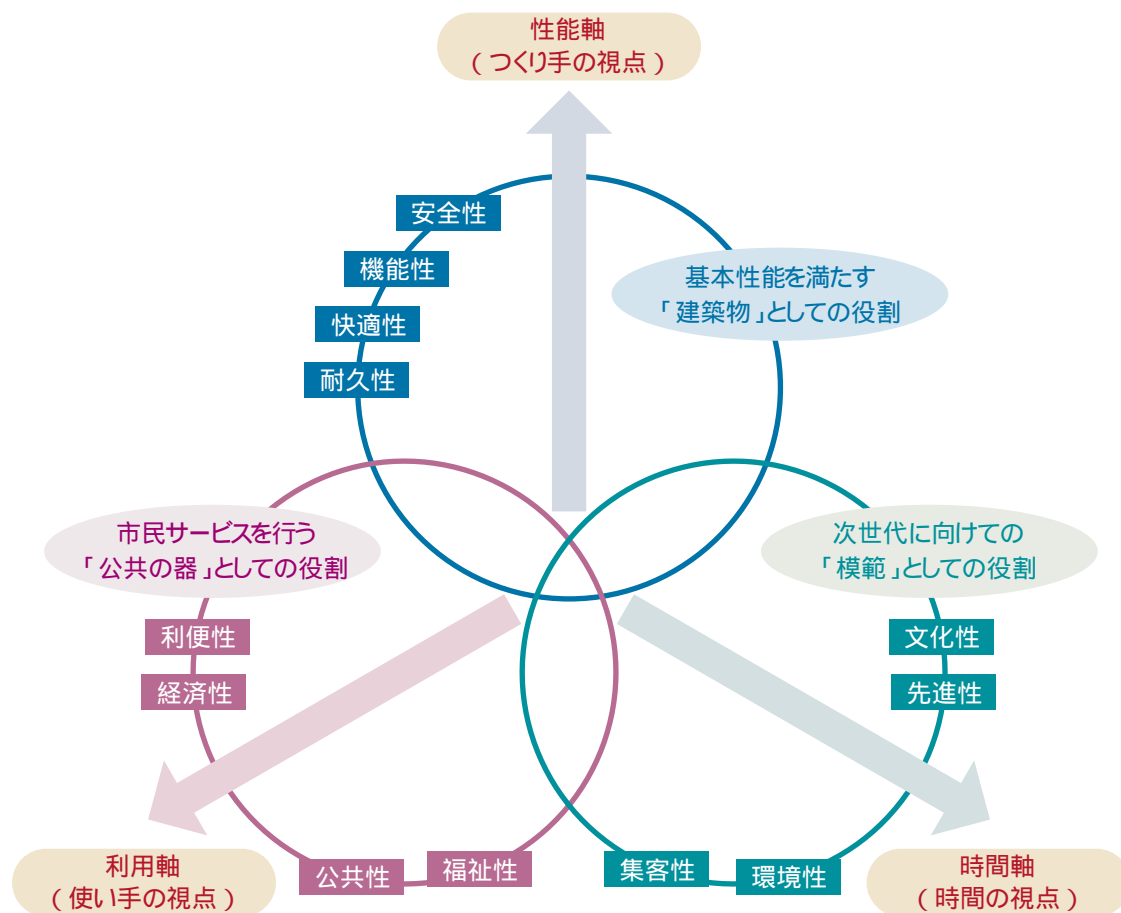 性能軸
(つくり手の視点)
安全性
機能性
快適性
耐久性
基本性能を満たす
「建築物」としての役割
市民サービスを行う
「公共の器」としての役割
次世代に向けての
「模範」としての役割
利便性
経済性
文化性
先進性
公共性
福祉性
集客性
環境性
利用軸
(使い手の視点)
時間軸
(時間の視点)